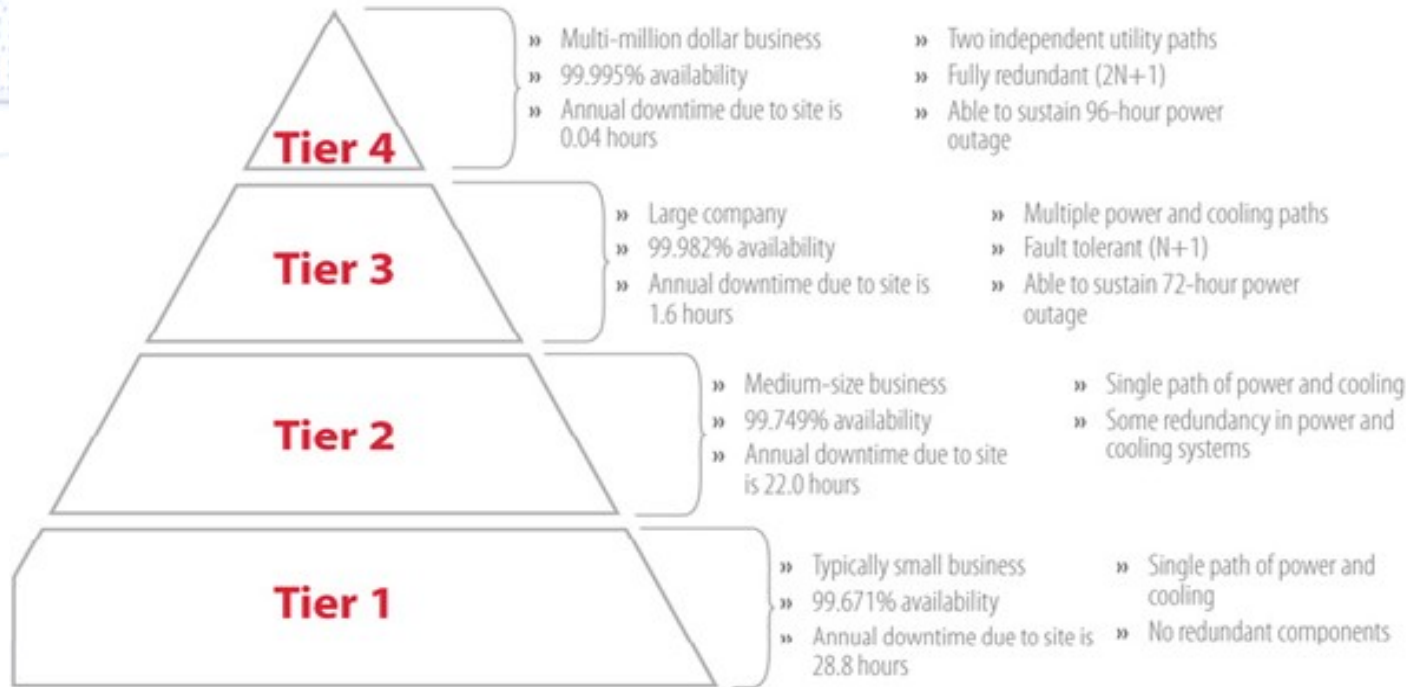 » Multi-million dollar business
» 99.995% availability
» Annual downtime due to site is
0.04 hours
» Two independent utility paths
» Fully redundant (2N+1)
» Able to sustain 96-hour power
outage
Tier 4
» Large company
» 99.982% availability
» Annual downtime due to site is
1.6 hours
» Multiple power and cooling paths
» Fault tolerant (N+1)
» Able to sustain 72-hour power
outage
Tier 3
» Medium-size business
» 99.749% availability
» Annual downtime due to site
is 22.0 hours
» Single path of power and cooling
» Some redundancy in power and
cooling systems
Tier 2
» Typically small business
» 99.671% availability
» Annual downtime due to site is
28.8 hours
» Single path of power and
cooling
» No redundant components
Tier 1